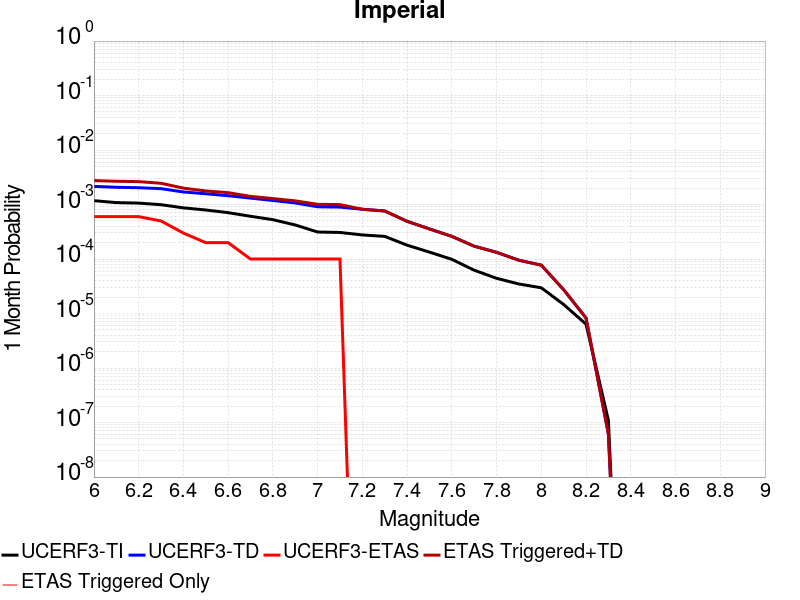 Imperial
10^0
10^-1
10^-2
10^-3
10^-4
10^-5
10^-6
10^-7
10^-8
1 Month Probability
6 6.2 6.4 6.6 6.8 7 7.2 7.4 7.6 7.8 8 8.2 8.4 8.6 8.8 9
Magnitude
UCERF3-TI UCERF3-TD UCERF3-ETAS ETAS Triggered+TD
ETAS Triggered Only